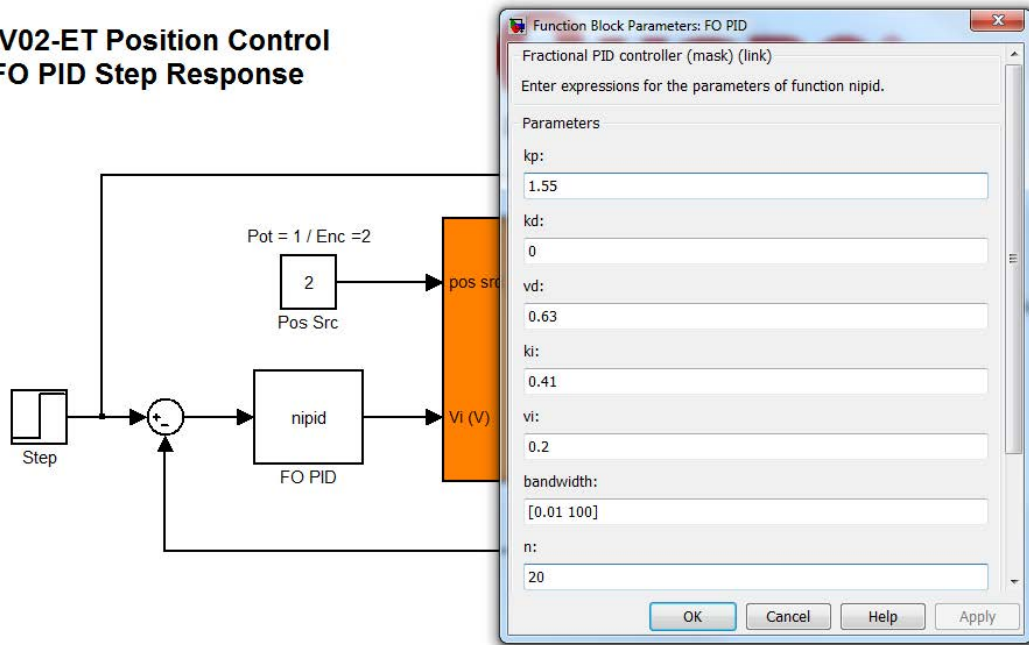 V02-ET Position Control
FO PID Step Response
Pot = 1 / Enc =2
2
pos src
Pos Src
nipid
Vi (V)
Step
FO PID
Function Block Parameters: FO PID
Fractional PID controller (mask) (link)
Enter expressions for the parameters of function nipid.
Parameters
kp:
1.55
kd:
0
vd:
0.63
ki:
0.41
vi:
0.2
bandwidth:
[0.01 100]
n:
20
OK
Cancel
Help
Apply